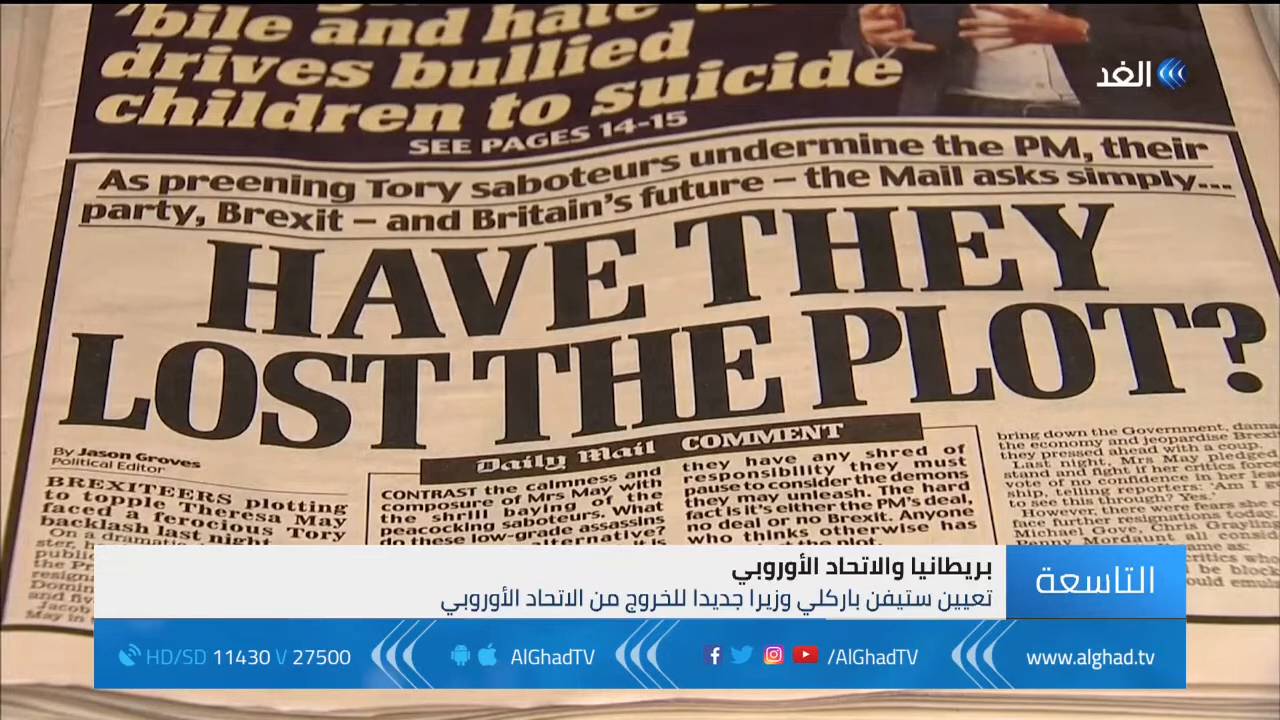 'bile and hate
drives bullied
children to suicide
SEE PAGES 14-15
الغد
As preening Tory saboteurs undermine the PM, their
party, Brexit – and Britain's future – the Mail asks simply...
HAVE THEY
LOST THE PLOT?
By Jason Groves
Political Editor
BREXITEERS plotting
to topple Theresa May
faced a ferocious Tory
backlash last night.
On a dramatic
Daily Mail COMMENT
CONTRAST the calmness and
composure of Mrs May with
the shrill baying of the
peacocking saboteurs. What
do these low-grade assassins
they have any shred of
responsibility they must
pause to consider the demons
they may unleash. The hard
fact is it's either the PM's deal,
no deal or no Brexit. Anyone
who thinks otherwise has
bring down the Government,
the economy and jeopardise
they pressed ahead with a coup.
Last night, Mrs May pledged
stand and fight if her critics
vote of no confidence in her
ship, telling reporters: 'Am I
to see this through? Yes.'
However, there were fears
face further resignations today.
Michael Gove, Chris Grayling
Penny Mordaunt all
التاسعة
بريطانيا والاتحاد الأوروبي
تعيين ستيفن باركلي وزيرا جديدا للخروج من الاتحاد الأوروبي
HD/SD 11430 V 27500
AlGhadTV
/AlGhadTV
www.alghad.tv